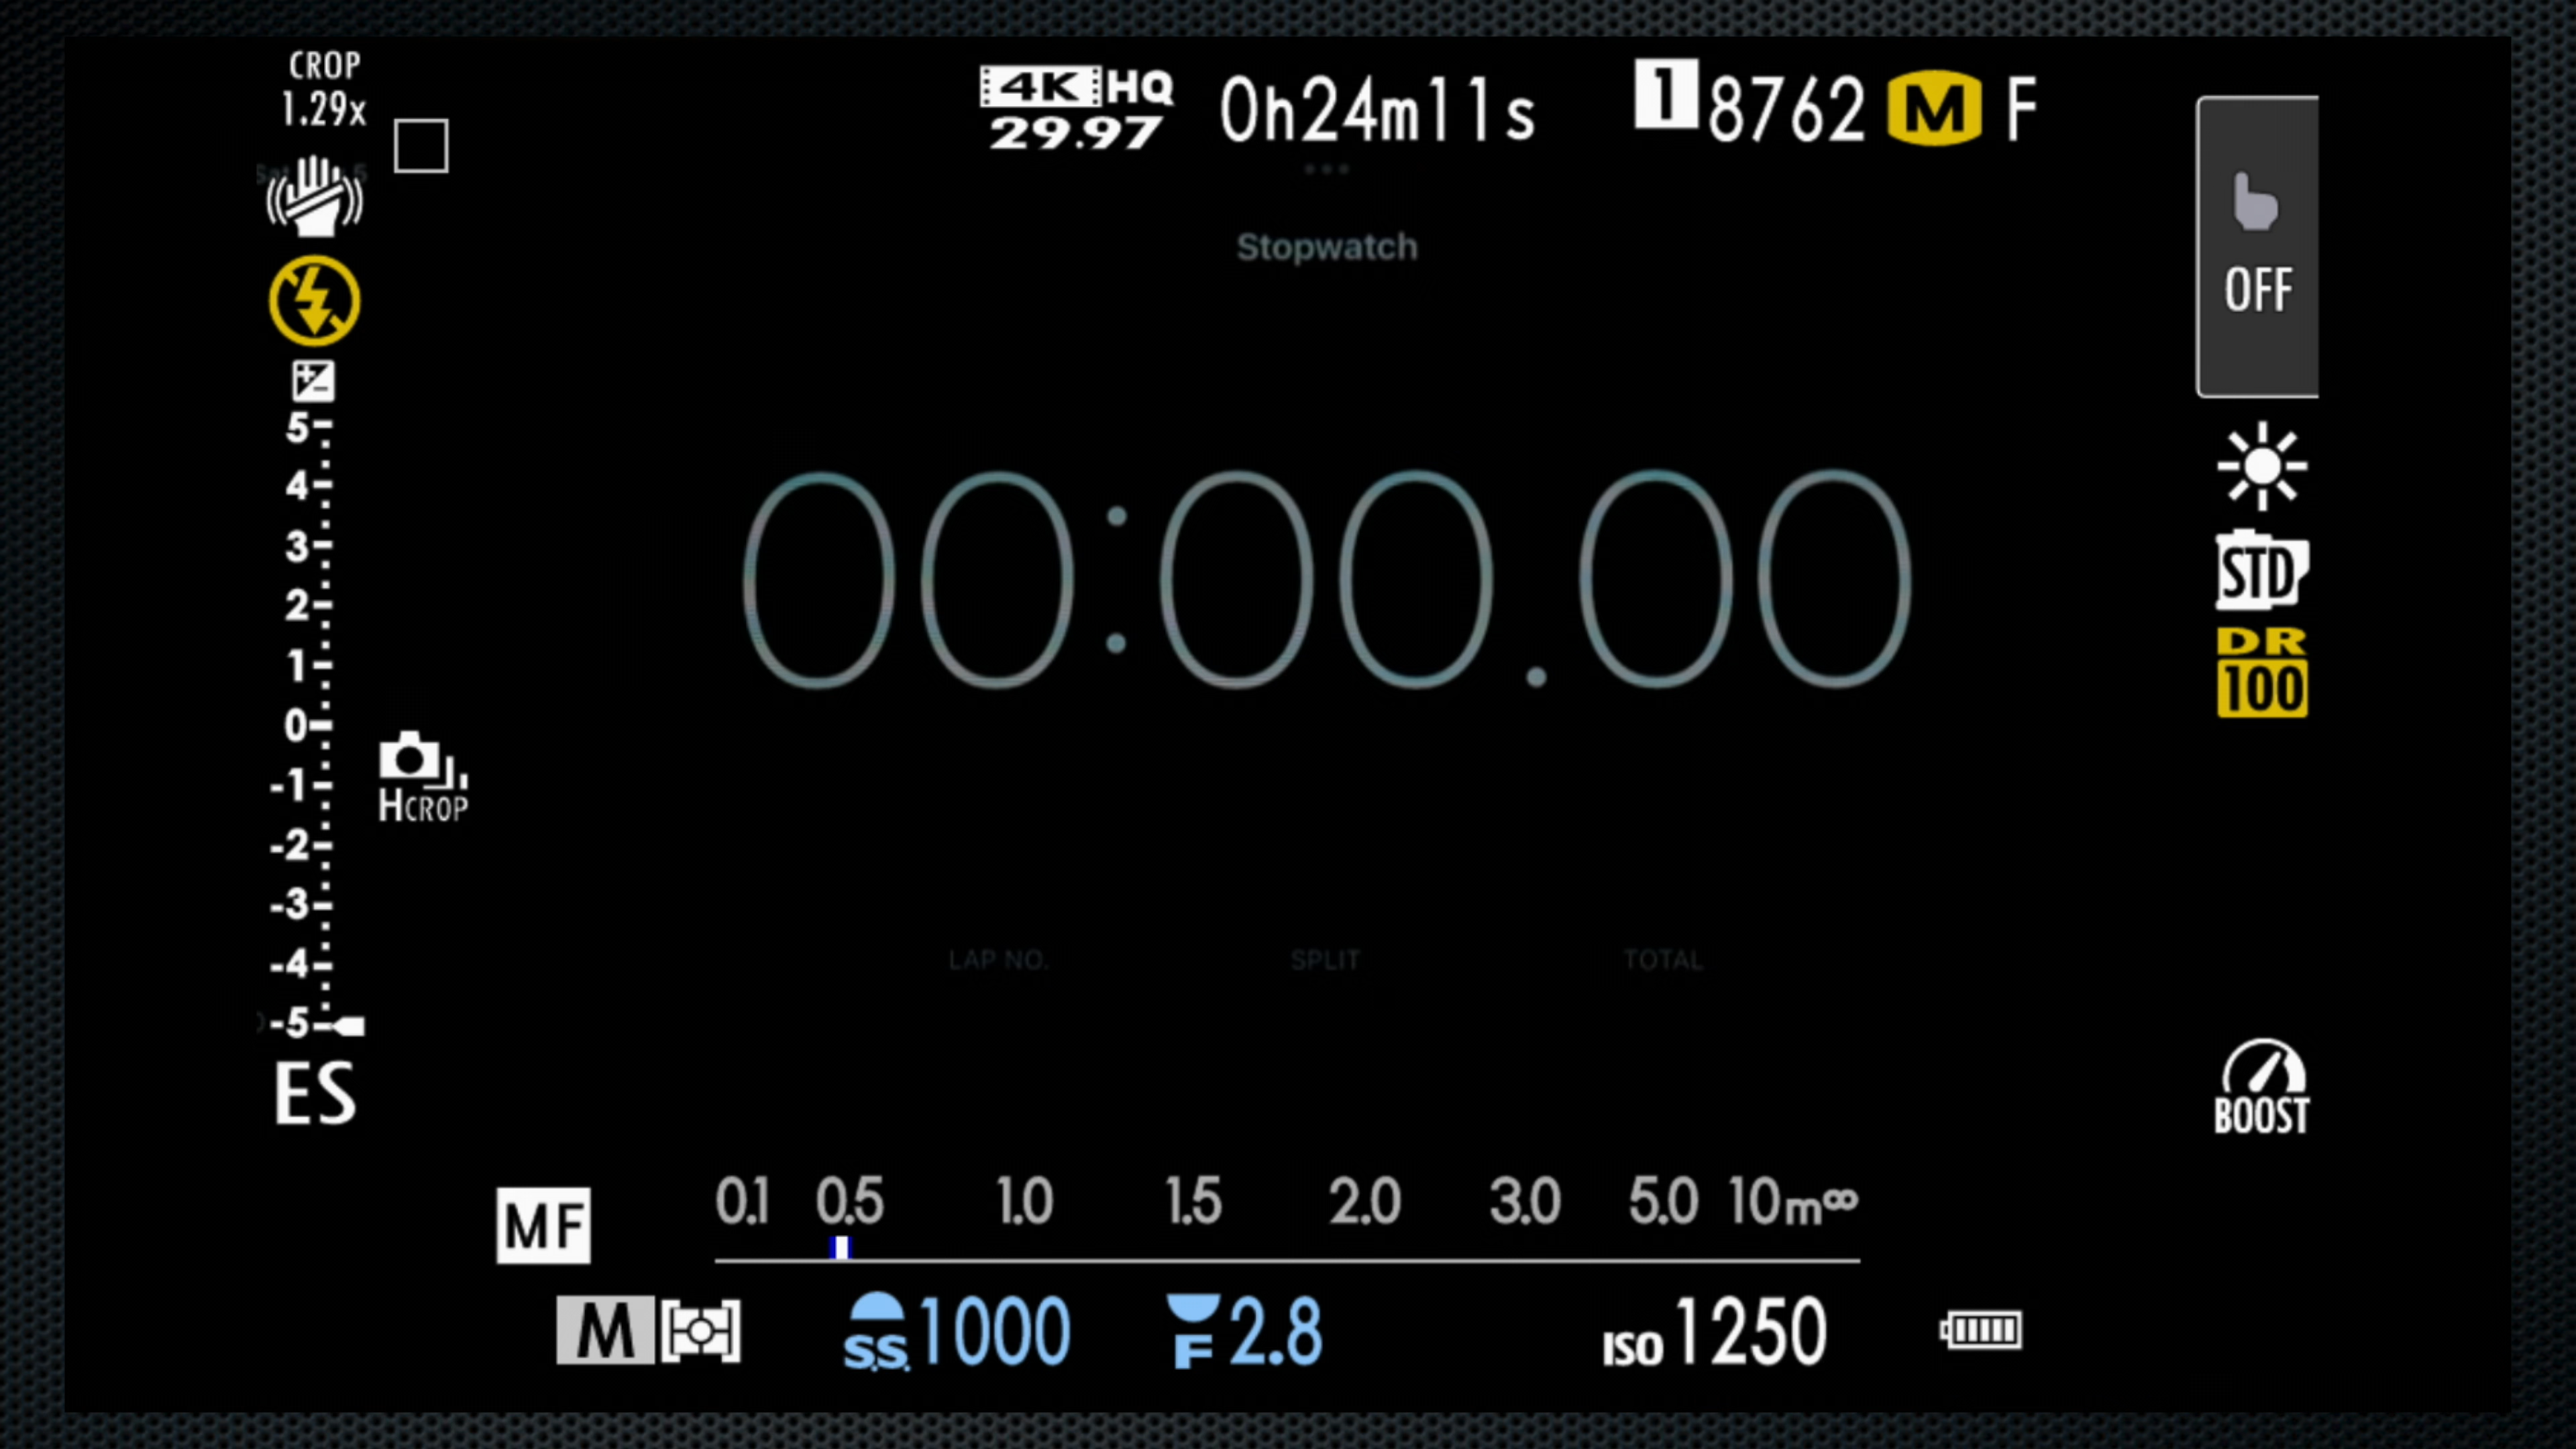 CROP
1.29x
4K HQ
29.97
0h24m11s
1 8762 M F
Stopwatch
OFF
5
4
3
2
1
0
-1
-2
-3
-4
-5
HCROP
ES
00:00.00
LAP NO. SPLIT TOTAL
STD
DR
100
BOOST
MF
0.1 0.5 1.0 1.5 2.0 3.0 5.0 10m∞
M
S.S. 1000
F 2.8
ISO 1250